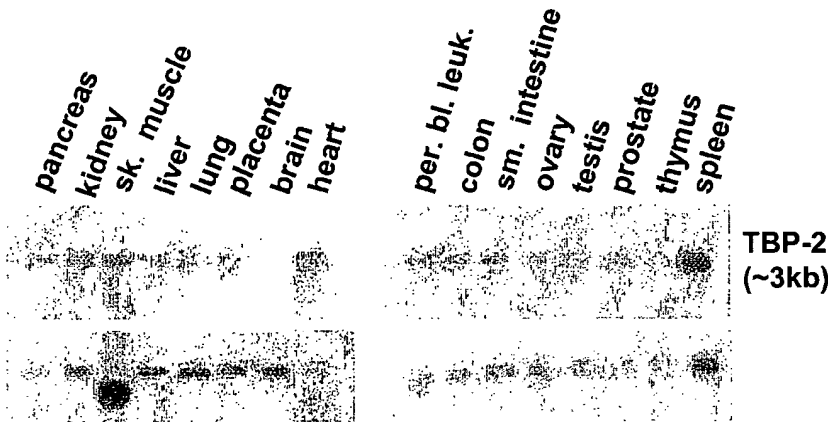 pancreas
kidney
sk. muscle
liver
lung
placenta
brain
heart
per. bl. leuk.
colon
sm. intestine
ovary
testis
prostate
thymus
spleen
TBP-2
(~3kb)